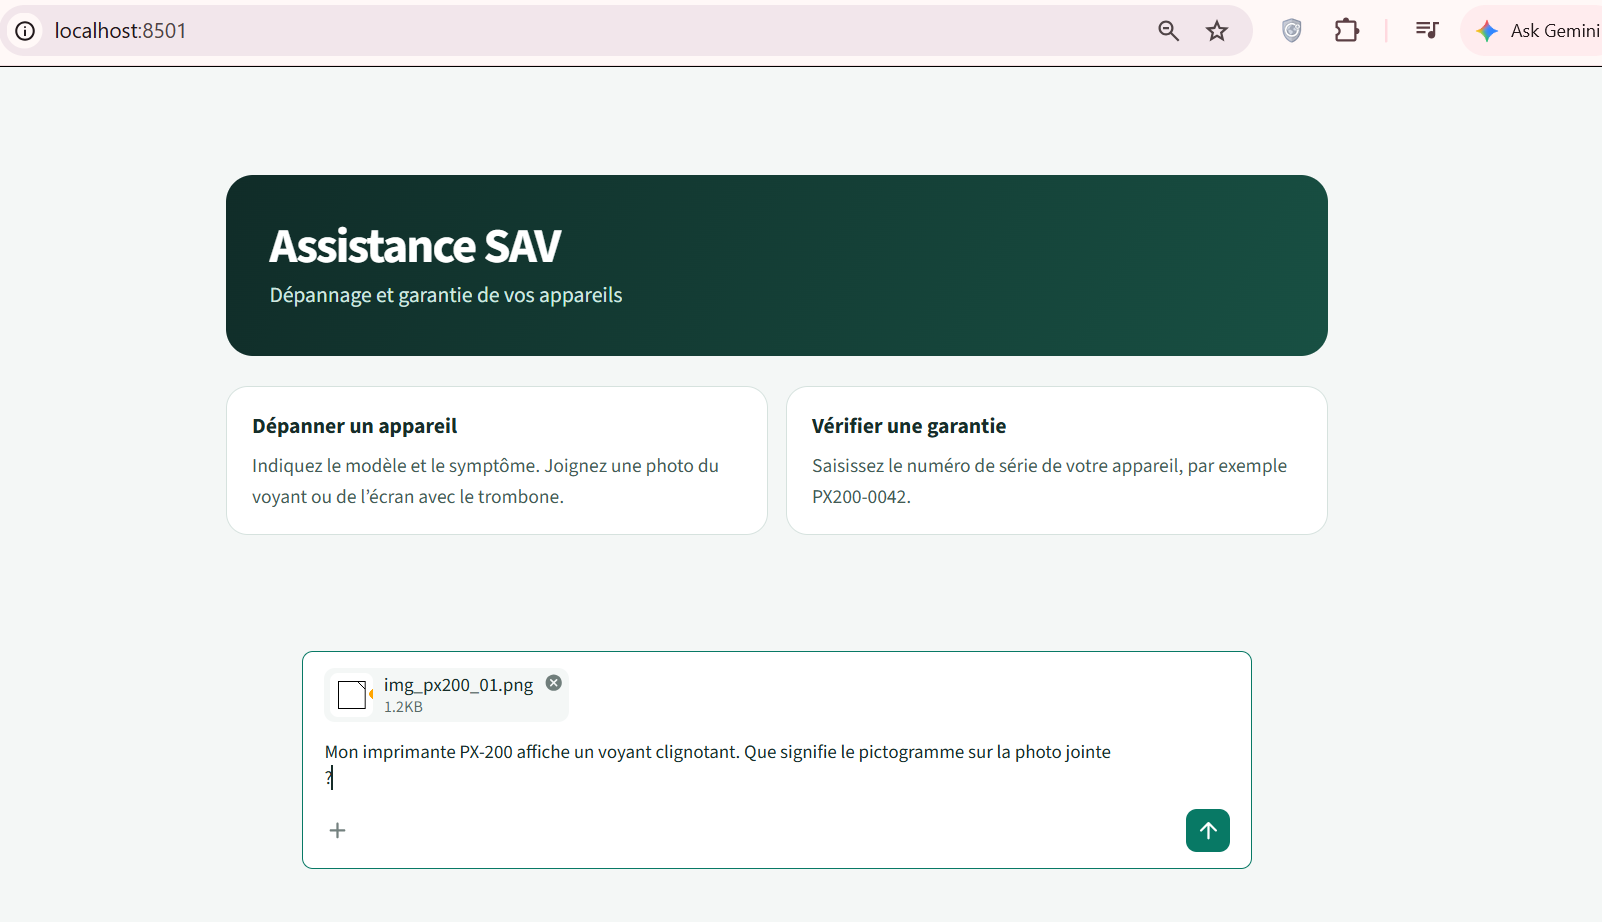 localhost:8501
Ask Gemini
Assistance SAV
Dépannage et garantie de vos appareils
Dépanner un appareil
Indiquez le modèle et le symptôme. Joignez une photo du
voyant ou de l’écran avec le trombone.
Vérifier une garantie
Saisissez le numéro de série de votre appareil, par exemple
PX200-0042.
img_px200_01.png
1.2KB
Mon imprimante PX-200 affiche un voyant clignotant. Que signifie le pictogramme sur la photo jointe
?